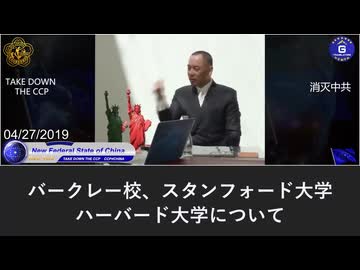 TAKE DOWN
THE CCP
消灭中共
04/27/2019
New Federal State of China
TAKE DOWN THE CCP CCP≠CHINA
バークレー校、スタンフォード大学
ハーバード大学について